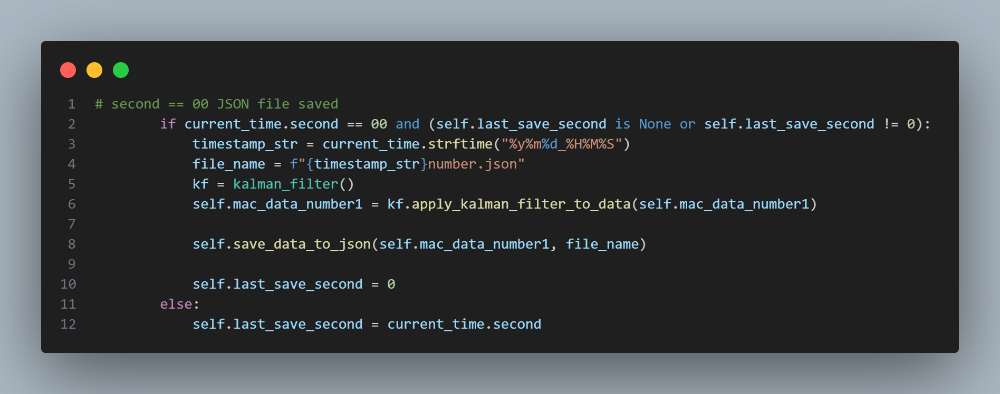 1 # second == 00 JSON file saved
2         if current_time.second == 00 and (self.last_save_second is None or self.last_save_second != 0):
3             timestamp_str = current_time.strftime("%y%m%d_%H%M%S")
4             file_name = f"{timestamp_str}number.json"
5             kf = kalman_filter()
6             self.mac_data_number1 = kf.apply_kalman_filter_to_data(self.mac_data_number1)
7
8             self.save_data_to_json(self.mac_data_number1, file_name)
9
10             self.last_save_second = 0
11         else:
12             self.last_save_second = current_time.second